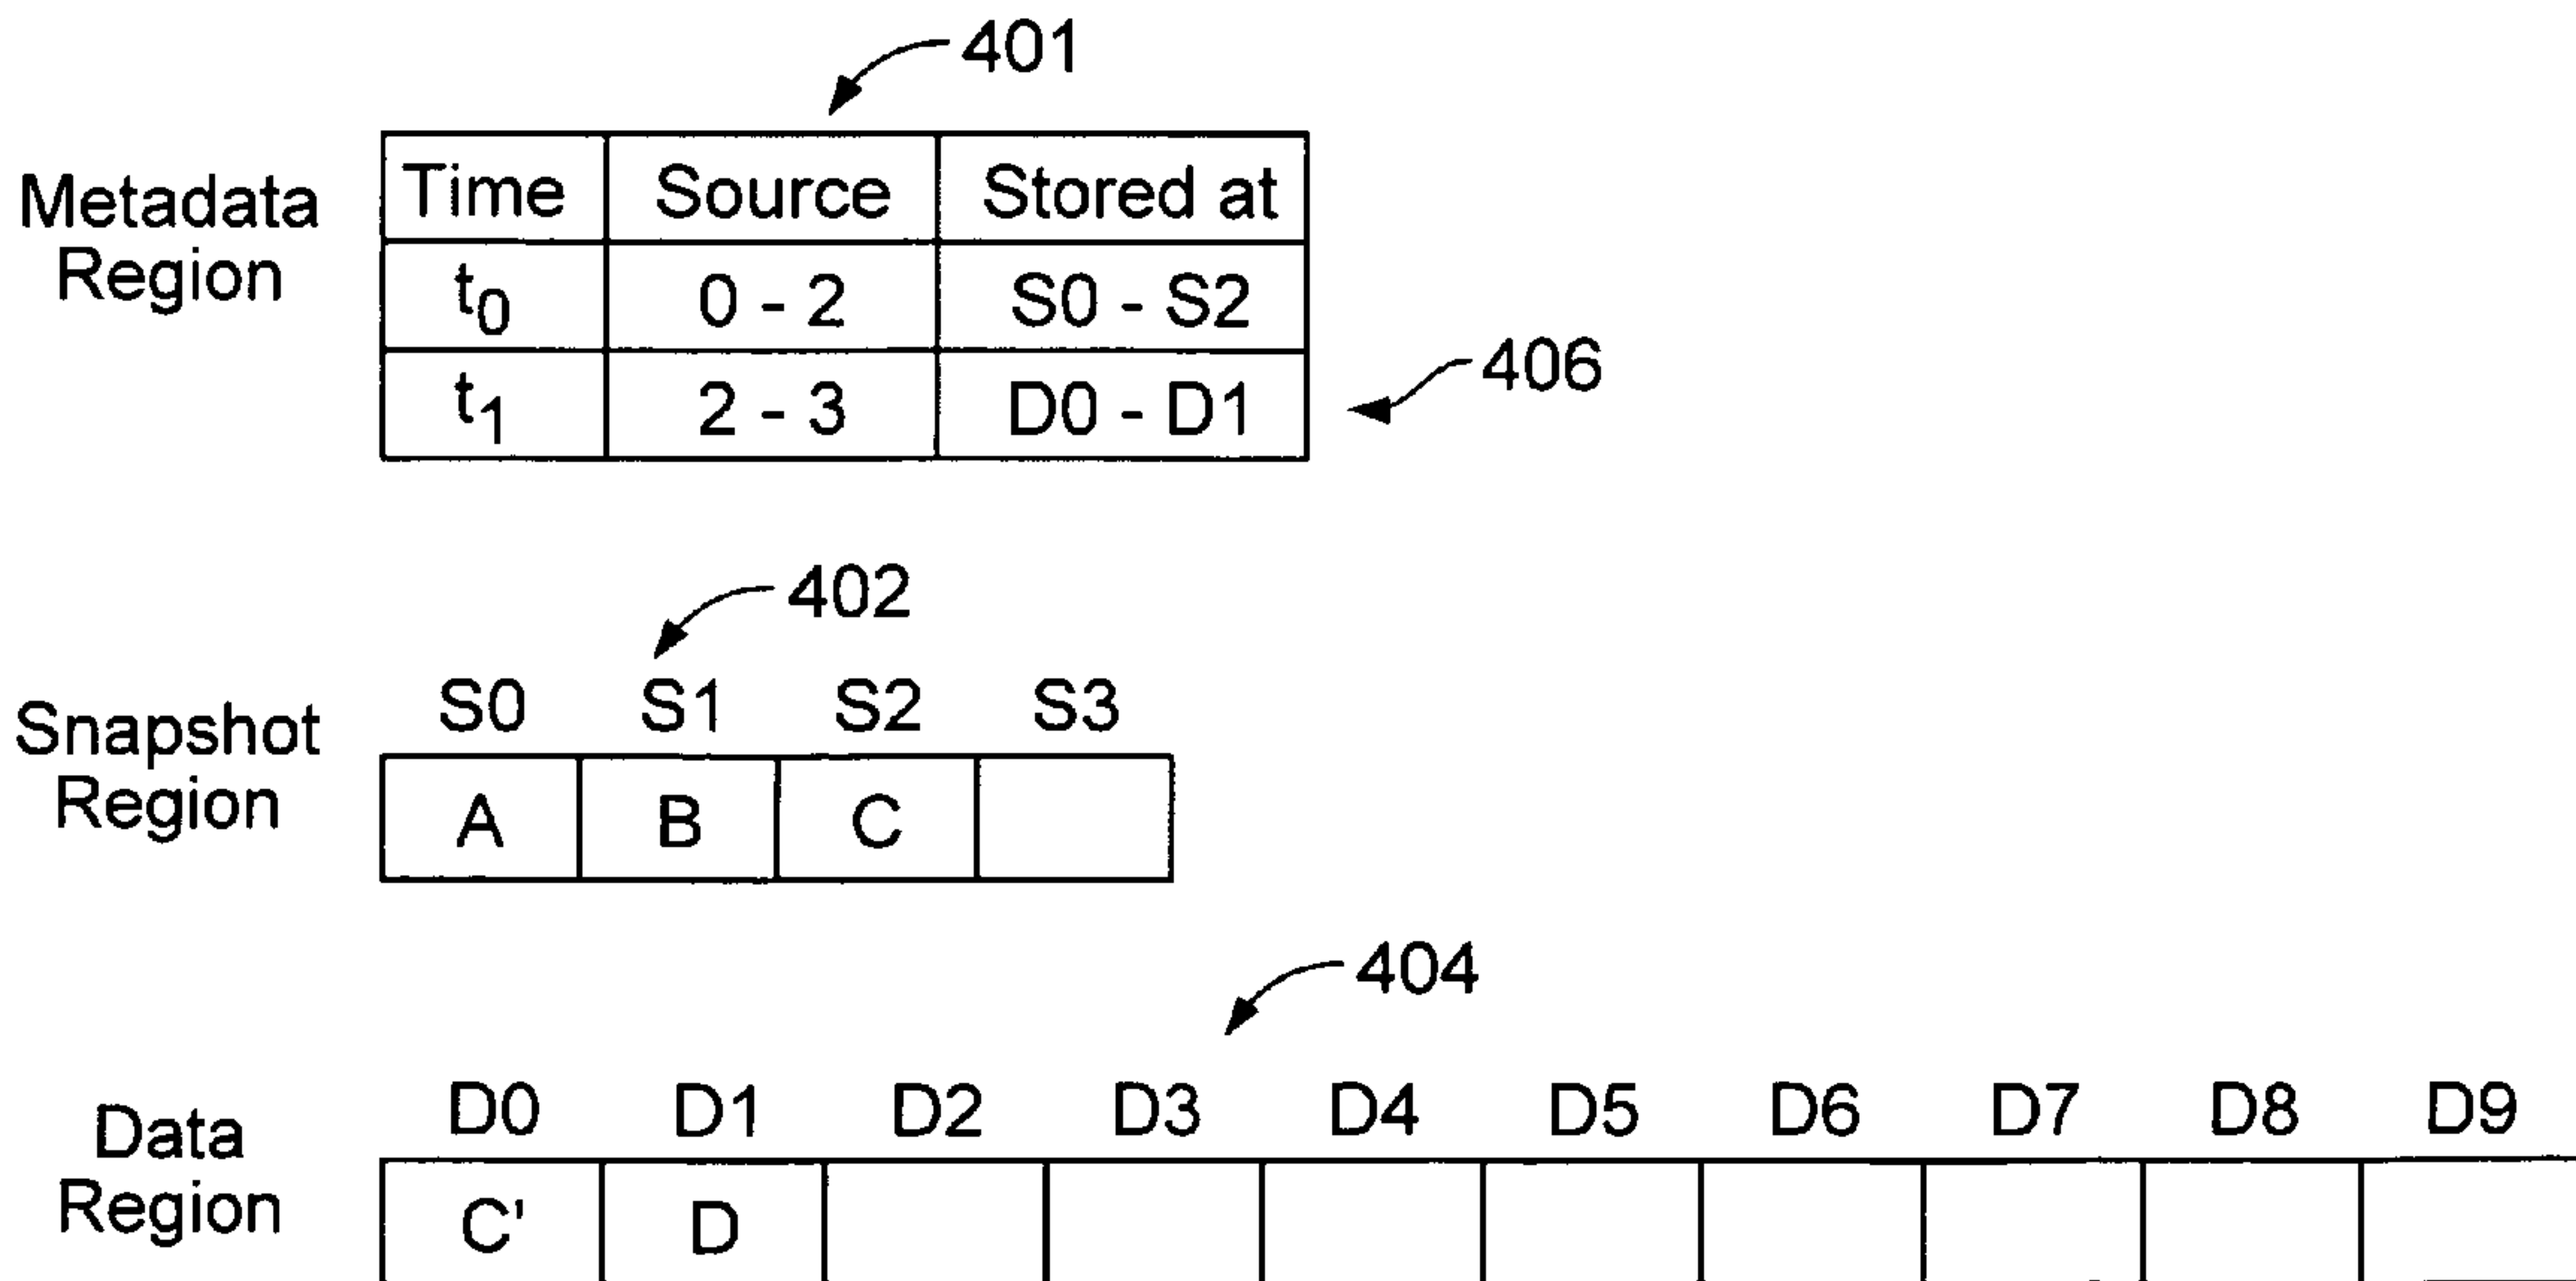 401
Metadata
Region
Time Source Stored at
t0 0 - 2 S0 - S2
t1 2 - 3 D0 - D1
406
402
Snapshot
Region
S0 S1 S2 S3
A B C
404
Data
Region
D0 D1 D2 D3 D4 D5 D6 D7 D8 D9
C' D